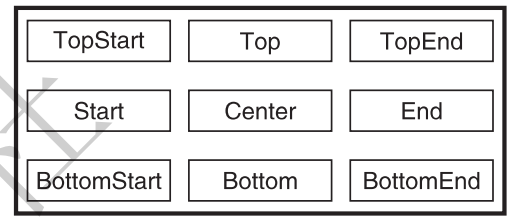 TopStart Top TopEnd
Start Center End
BottomStart Bottom BottomEnd